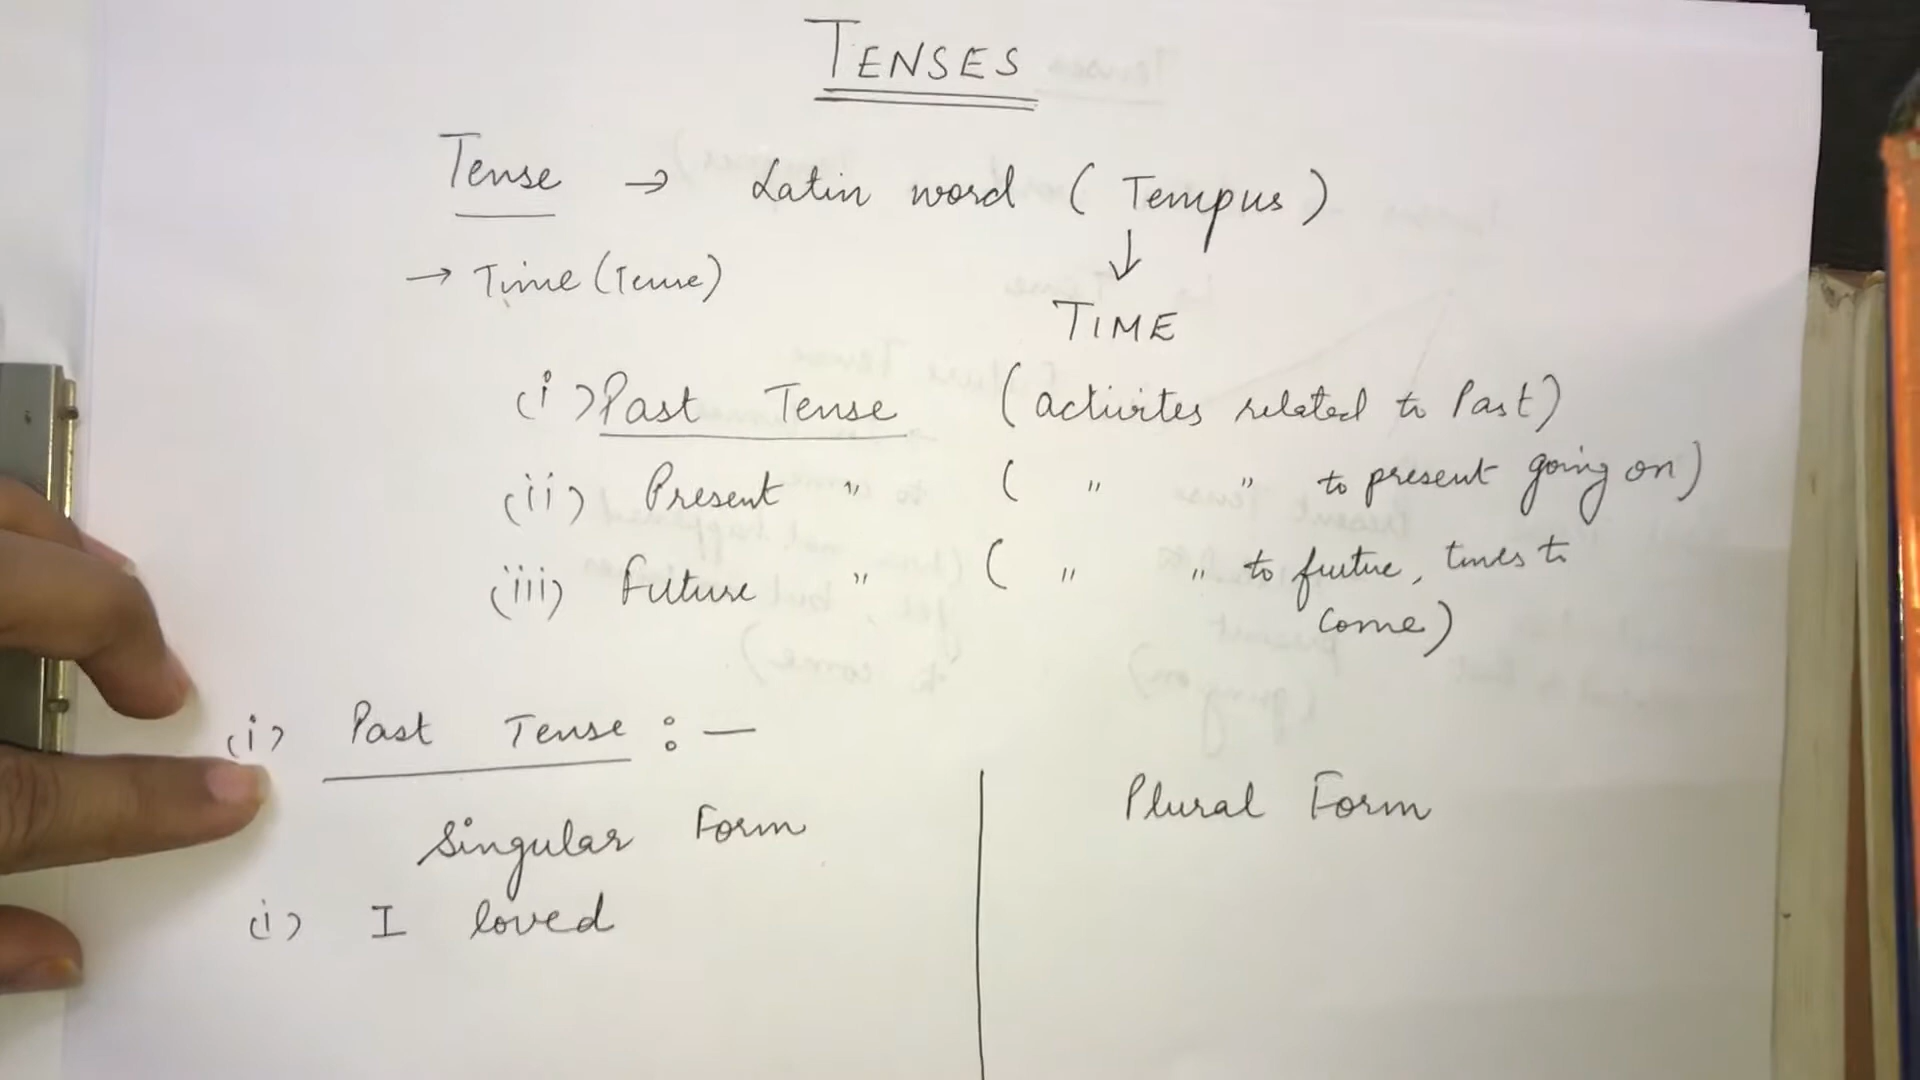 TENSES
Tense → Latin word (Tempus)
↓
→ Time (Tense)
TIME
(i) Past Tense (activites related to Past)
(ii) Present " ( " " to present going on)
(iii) Future " ( " " to fuutue, times to
come)
(i) Past Tense : —
Singular Form
Plural Form
(i) I loved